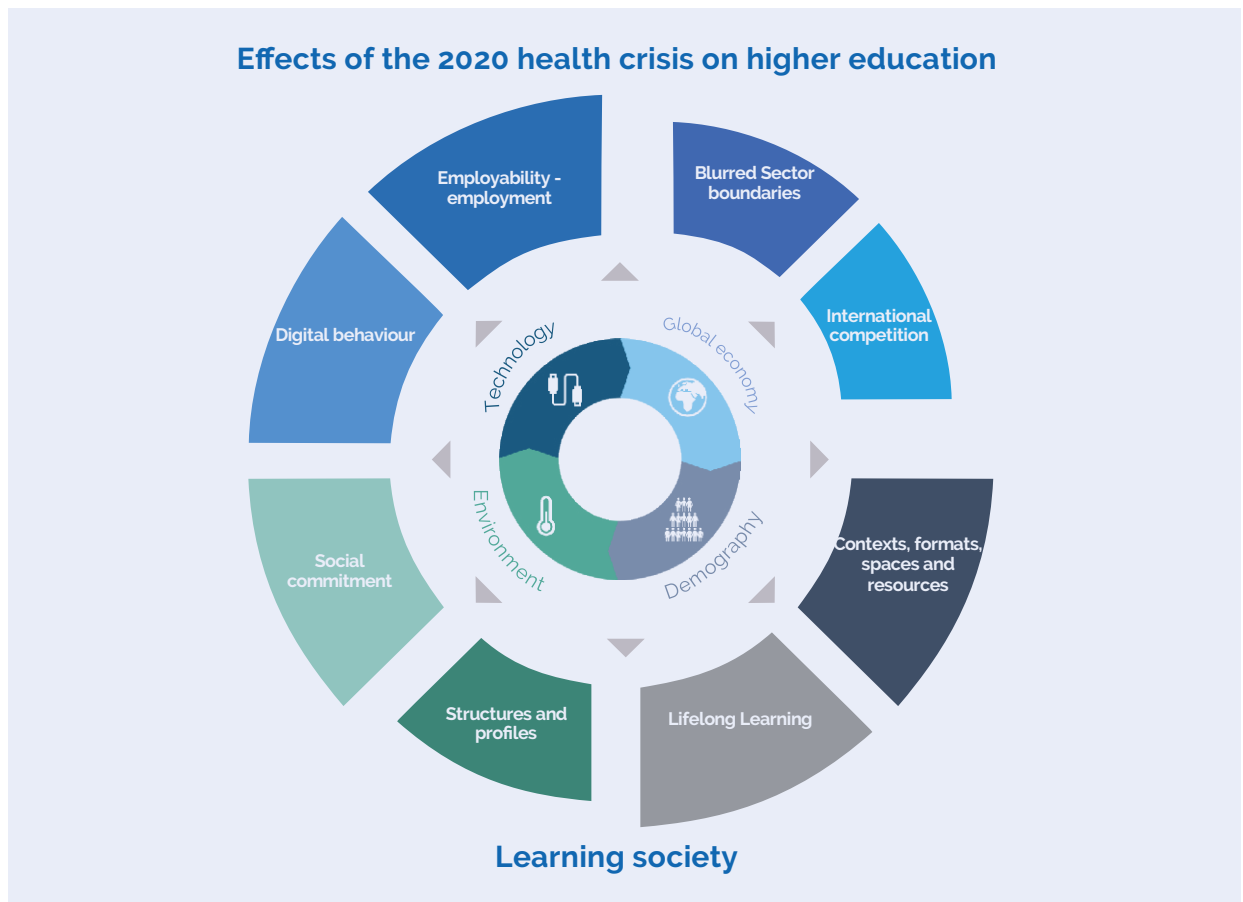 Effects of the 2020 health crisis on higher education
Employability -
employment
Blurred Sector
boundaries
Digital behaviour
International
competition
Technology
Global economy
Environment
Demography
Social
commitment
Contexts, formats,
spaces and
resources
Structures and
profiles
Lifelong Learning
Learning society